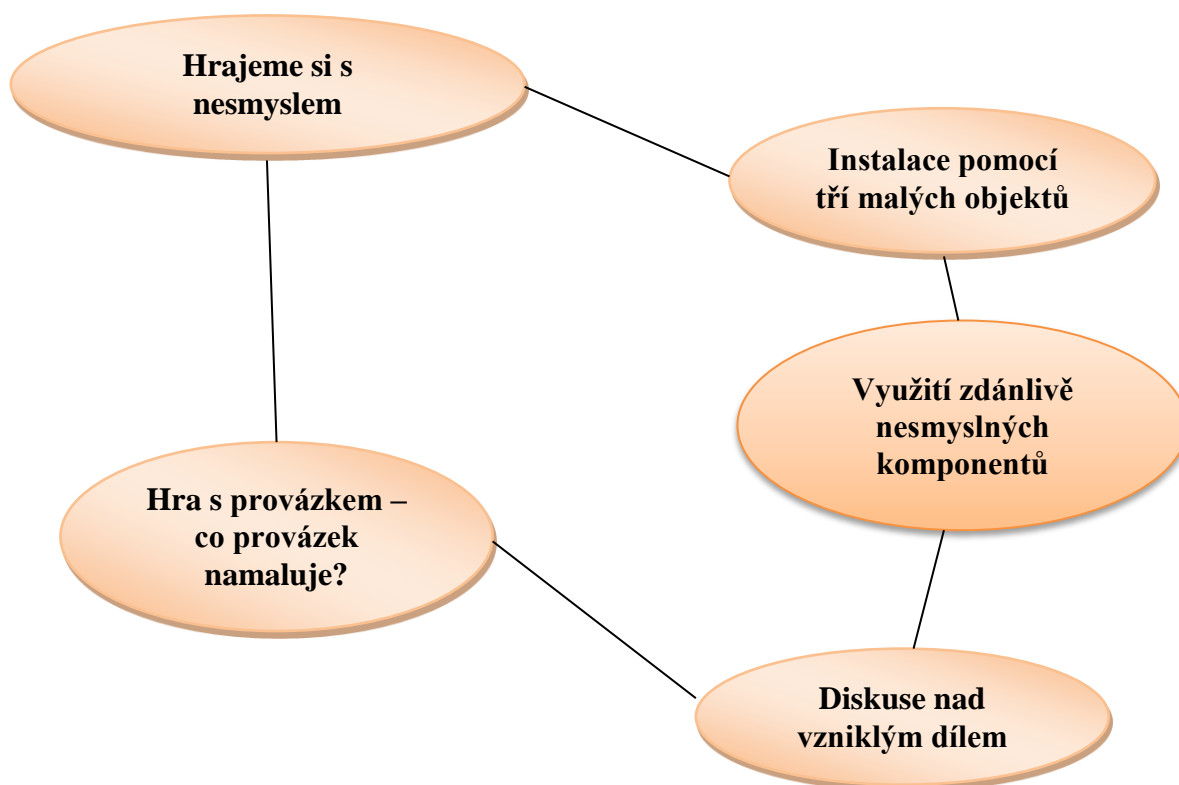 Hrajeme si s
nesmyslem
Instalace pomocí
tří malých objektů
Využití zdánlivě
nesmyslných
komponentů
Hra s provázkem –
co provázek
namaluje?
Diskuse nad
vzniklým dílem